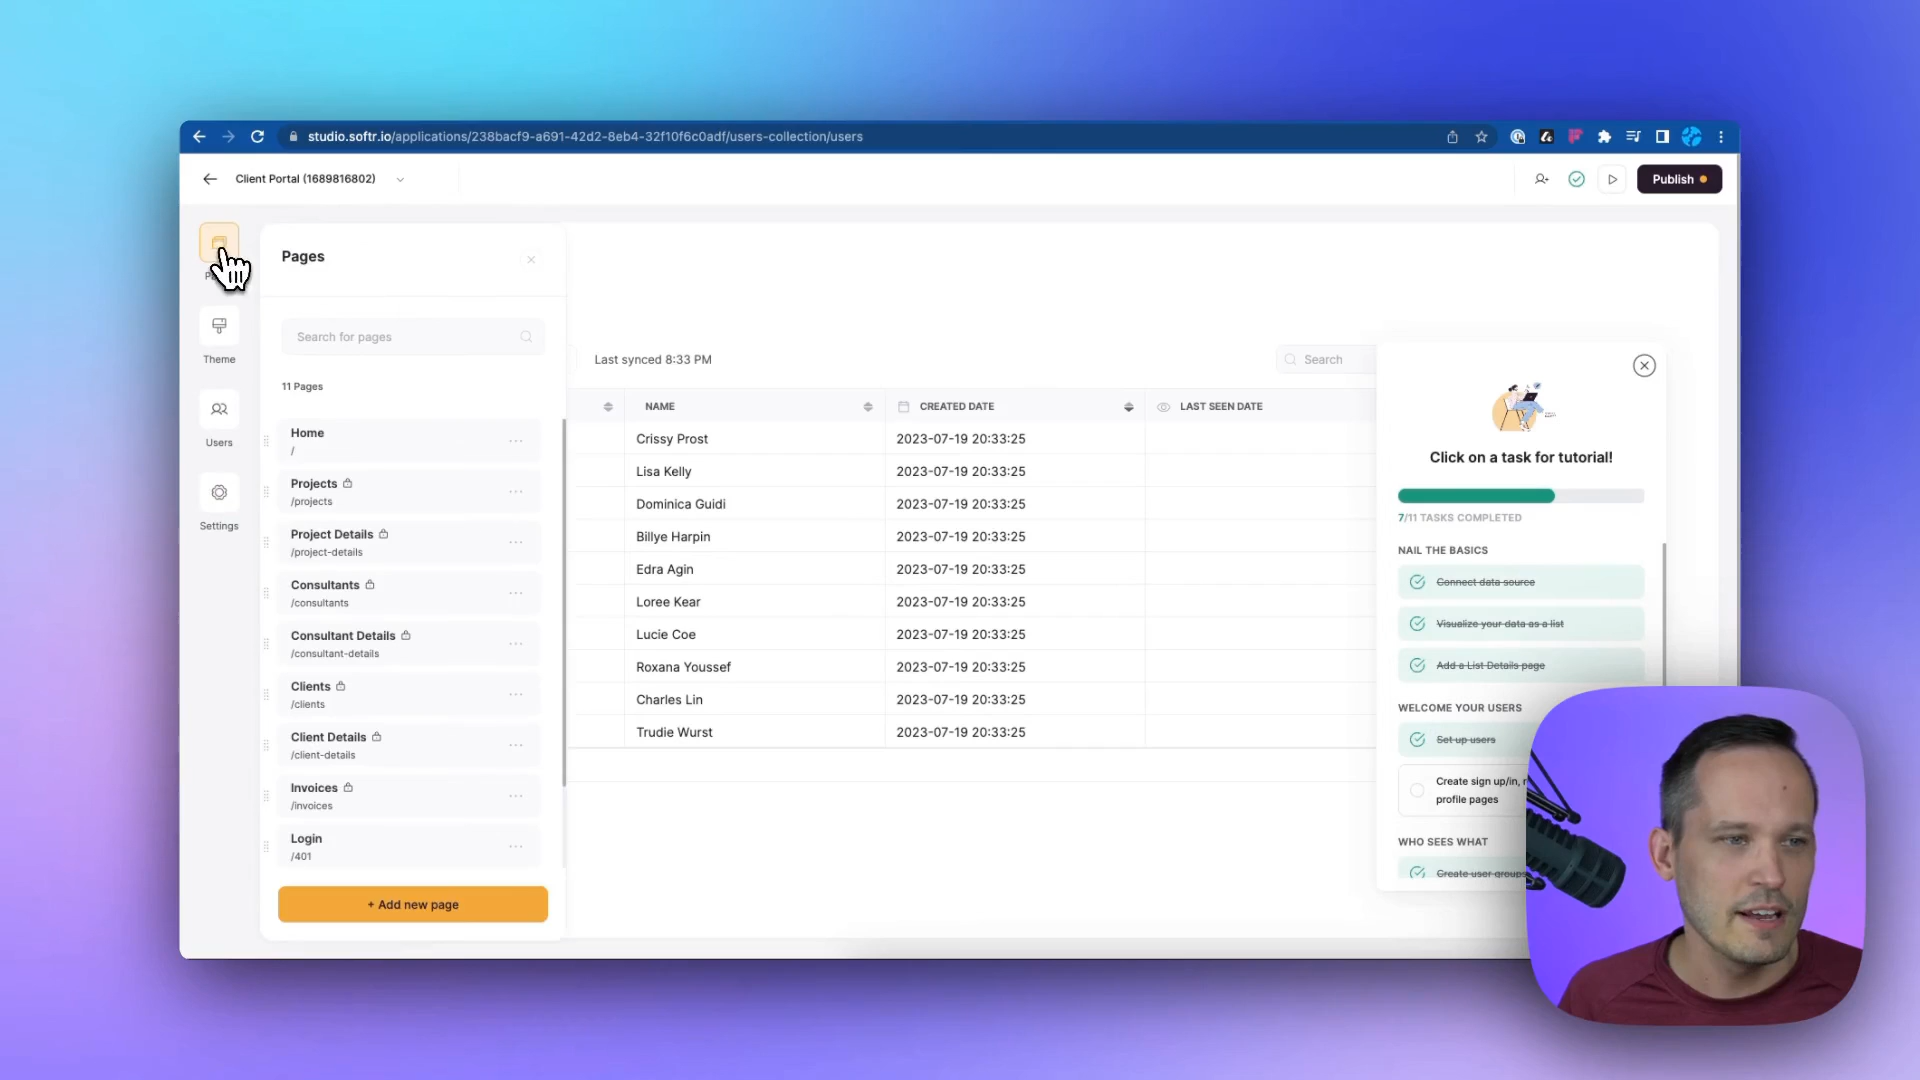 studio.softr.io/applications/238bacf9-a691-42d2-8eb4-32f10f6c0adf/users-collection/users
Client Portal (1689816802)
Publish
Theme
Users
Settings
Pages
Search for pages
11 Pages
Home
/
Projects
/projects
Project Details
/project-details
Consultants
/consultants
Consultant Details
/consultant-details
Clients
/clients
Client Details
/client-details
Invoices
/invoices
Login
/401
+ Add new page
Last synced 8:33 PM
Search
NAME CREATED DATE LAST SEEN DATE
Crissy Prost 2023-07-19 20:33:25
Lisa Kelly 2023-07-19 20:33:25
Dominica Guidi 2023-07-19 20:33:25
Billye Harpin 2023-07-19 20:33:25
Edra Agin 2023-07-19 20:33:25
Loree Kear 2023-07-19 20:33:25
Lucie Coe 2023-07-19 20:33:25
Roxana Youssef 2023-07-19 20:33:25
Charles Lin 2023-07-19 20:33:25
Trudie Wurst 2023-07-19 20:33:25
Click on a task for tutorial!
7/11 TASKS COMPLETED
NAIL THE BASICS
Connect data source
Visualize your data as a list
Add a List Details page
WELCOME YOUR USERS
Set up users
Create sign up/in,
profile pages
WHO SEES WHAT
Create user groups